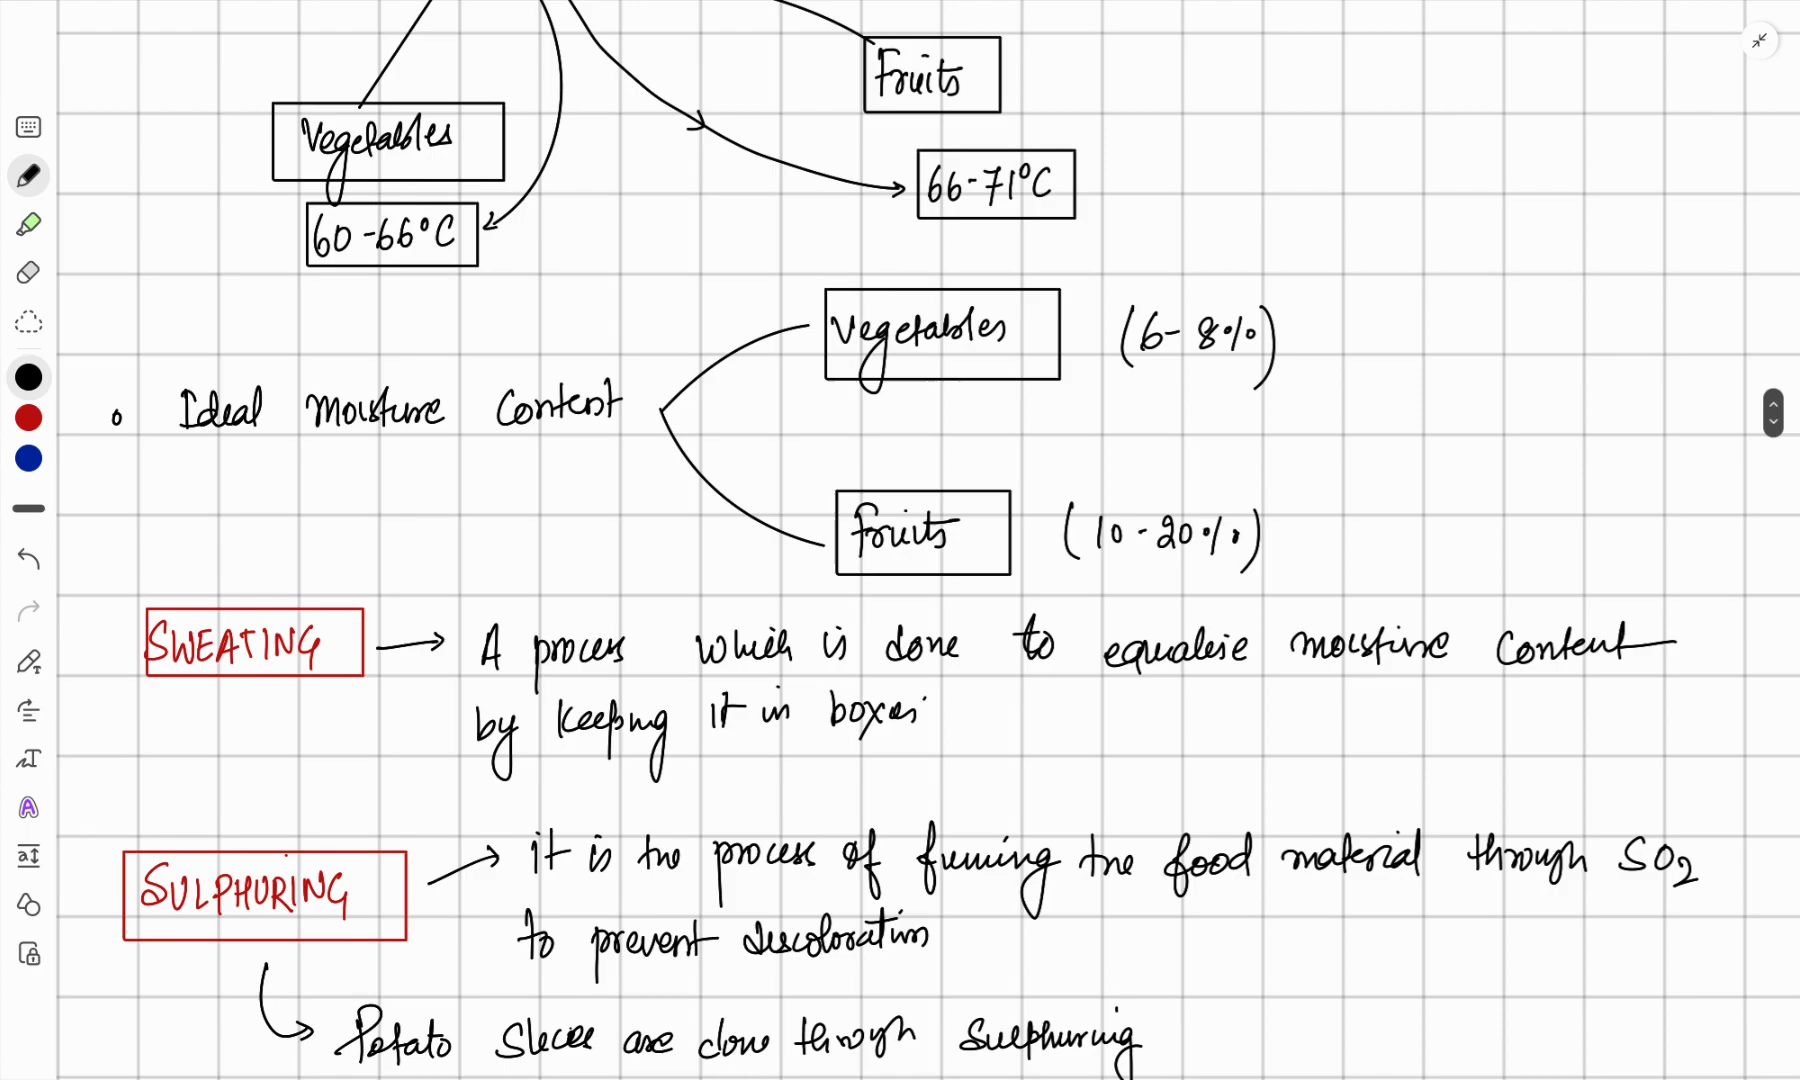 Fruits
Vegetables
66-71°C
60-66°C
Vegetables (6-8%)
• Ideal moisture Content
Fruits (10-20%)
SWEATING → A process which is done to equalise moisture Content
by keeping it in boxes
SULPHURING → it is the process of fuming the food material through SO₂
to prevent discoloration
Potato slices are done through sulphuring